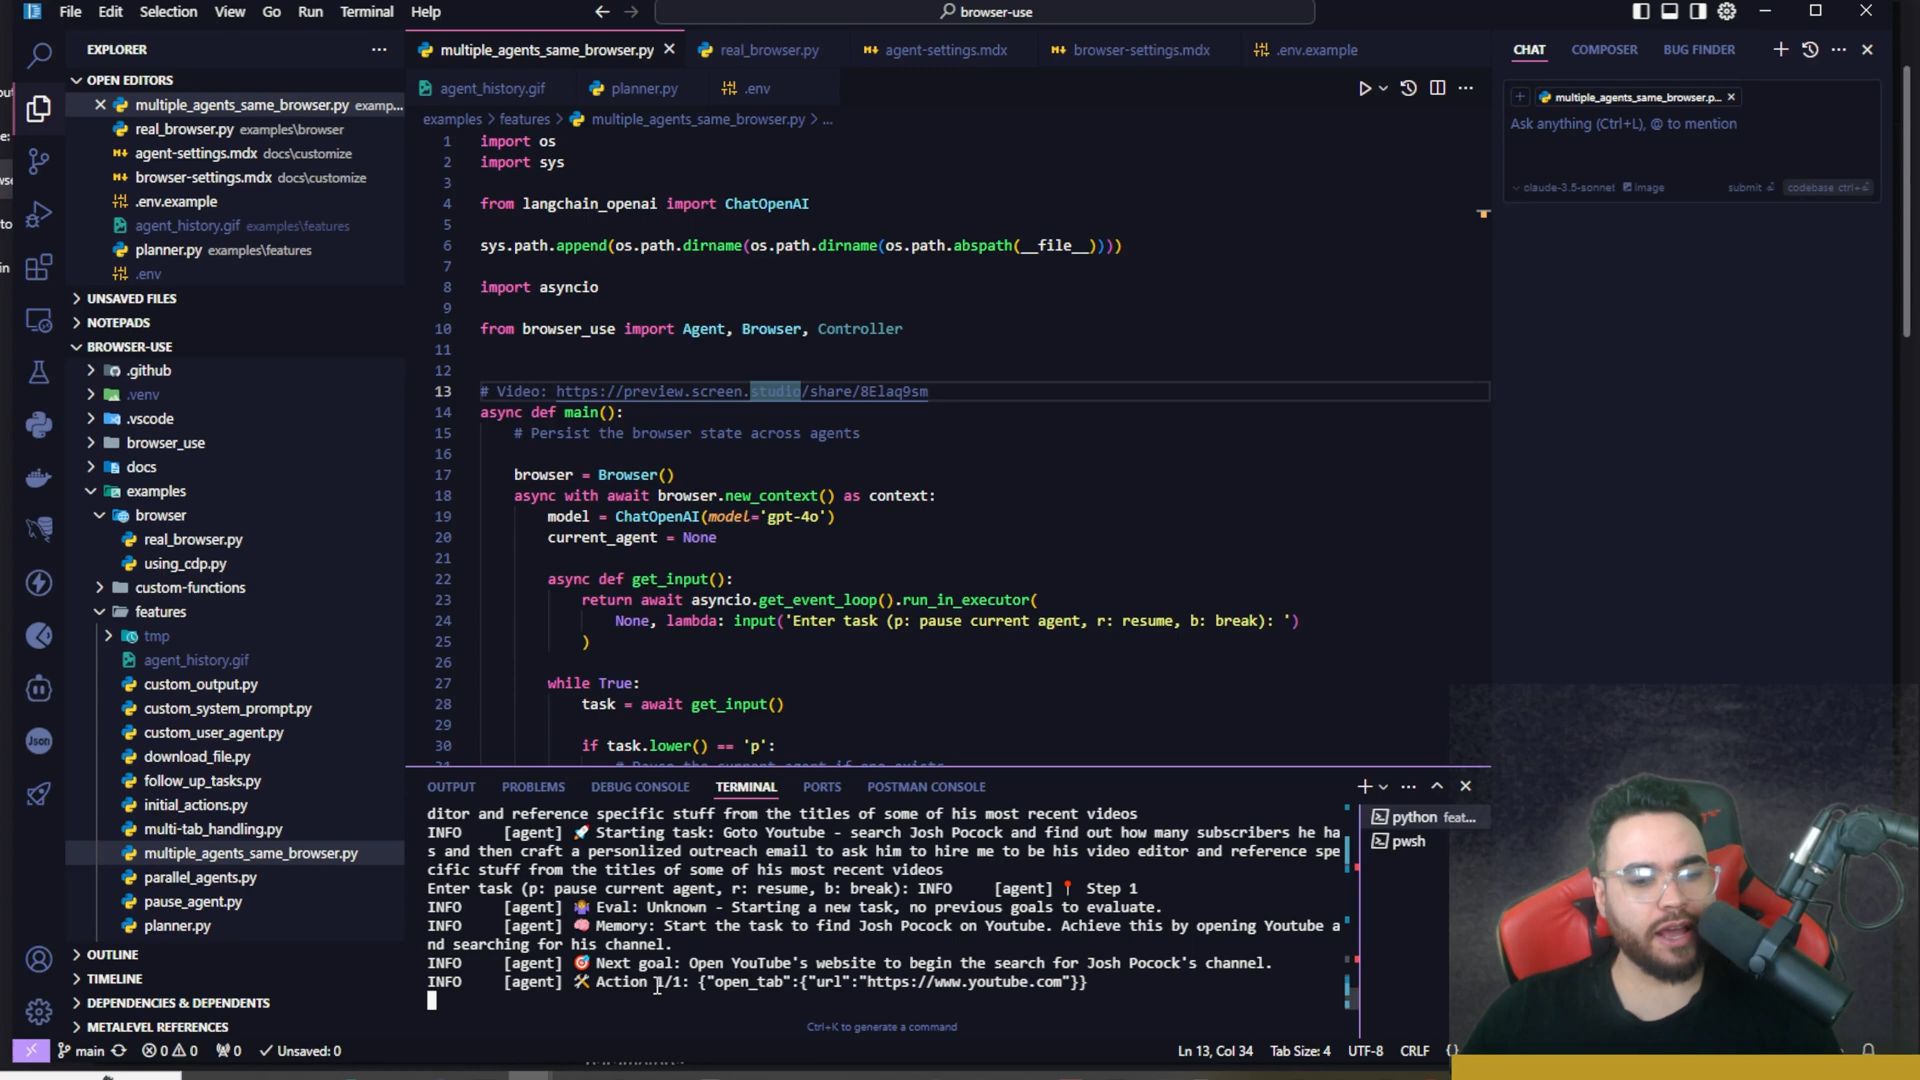 File Edit Selection View Go Run Terminal Help
browser-use
EXPLORER
OPEN EDITORS
multiple_agents_same_browser.py examp...
real_browser.py examples\browser
agent-settings.mdx docs\customize
browser-settings.mdx docs\customize
.env.example
agent_history.gif examples\features
planner.py examples\features
.env
UNSAVED FILES
NOTEPADS
BROWSER-USE
.github
.venv
.vscode
browser_use
docs
examples
browser
real_browser.py
using_cdp.py
custom-functions
features
tmp
agent_history.gif
custom_output.py
custom_system_prompt.py
custom_user_agent.py
download_file.py
follow_up_tasks.py
initial_actions.py
multi-tab_handling.py
multiple_agents_same_browser.py
parallel_agents.py
pause_agent.py
planner.py
OUTLINE
TIMELINE
DEPENDENCIES & DEPENDENTS
METALEVEL REFERENCES
multiple_agents_same_browser.py real_browser.py agent-settings.mdx browser-settings.mdx .env.example
agent_history.gif planner.py .env
examples > features > multiple_agents_same_browser.py > ...
1 import os
2 import sys
3
4 from langchain_openai import ChatOpenAI
5
6 sys.path.append(os.path.dirname(os.path.dirname(os.path.abspath(__file__))))
7
8 import asyncio
9
10 from browser_use import Agent, Browser, Controller
11
12
13 # Video: https://preview.screen.studio/share/8Elaq9sm
14 async def main():
15 # Persist the browser state across agents
16
17 browser = Browser()
18 async with await browser.new_context() as context:
19 model = ChatOpenAI(model='gpt-4o')
20 current_agent = None
21
22 async def get_input():
23 return await asyncio.get_event_loop().run_in_executor(
24 None, lambda: input('Enter task (p: pause current agent, r: resume, b: break): ')
25 )
26
27 while True:
28 task = await get_input()
29
30 if task.lower() == 'p':
# Pause the current agent if one exists
OUTPUT PROBLEMS DEBUG CONSOLE TERMINAL PORTS POSTMAN CONSOLE
ditor and reference specific stuff from the titles of some of his most recent videos
INFO [agent] 🚀 Starting task: Goto Youtube - search Josh Pocock and find out how many subscribers he ha
s and then craft a personlized outreach email to ask him to hire me to be his video editor and reference spe
cific stuff from the titles of some of his most recent videos
Enter task (p: pause current agent, r: resume, b: break): INFO [agent] 📍 Step 1
INFO [agent] 🤷 Eval: Unknown - Starting a new task, no previous goals to evaluate.
INFO [agent] 🧠 Memory: Start the task to find Josh Pocock on Youtube. Achieve this by opening Youtube a
nd searching for his channel.
INFO [agent] 🎯 Next goal: Open YouTube's website to begin the search for Josh Pocock's channel.
INFO [agent] 🛠 Action 1/1: {"open_tab":{"url":"https://www.youtube.com"}}
Ctrl+K to generate a command
python feat...
pwsh
CHAT COMPOSER BUG FINDER
multiple_agents_same_browser.p...
Ask anything (Ctrl+L), @ to mention
claude-3.5-sonnet image submit codebase ctrl+
Json
main 0 0 0 Unsaved: 0
Ln 13, Col 34 Tab Size: 4 UTF-8 CRLF {}